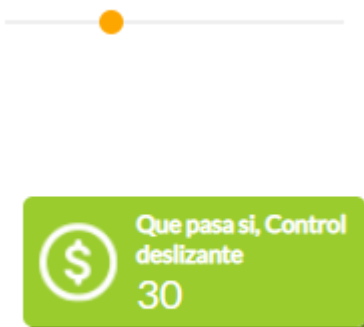 $
Que pasa si, Control
deslizante
30